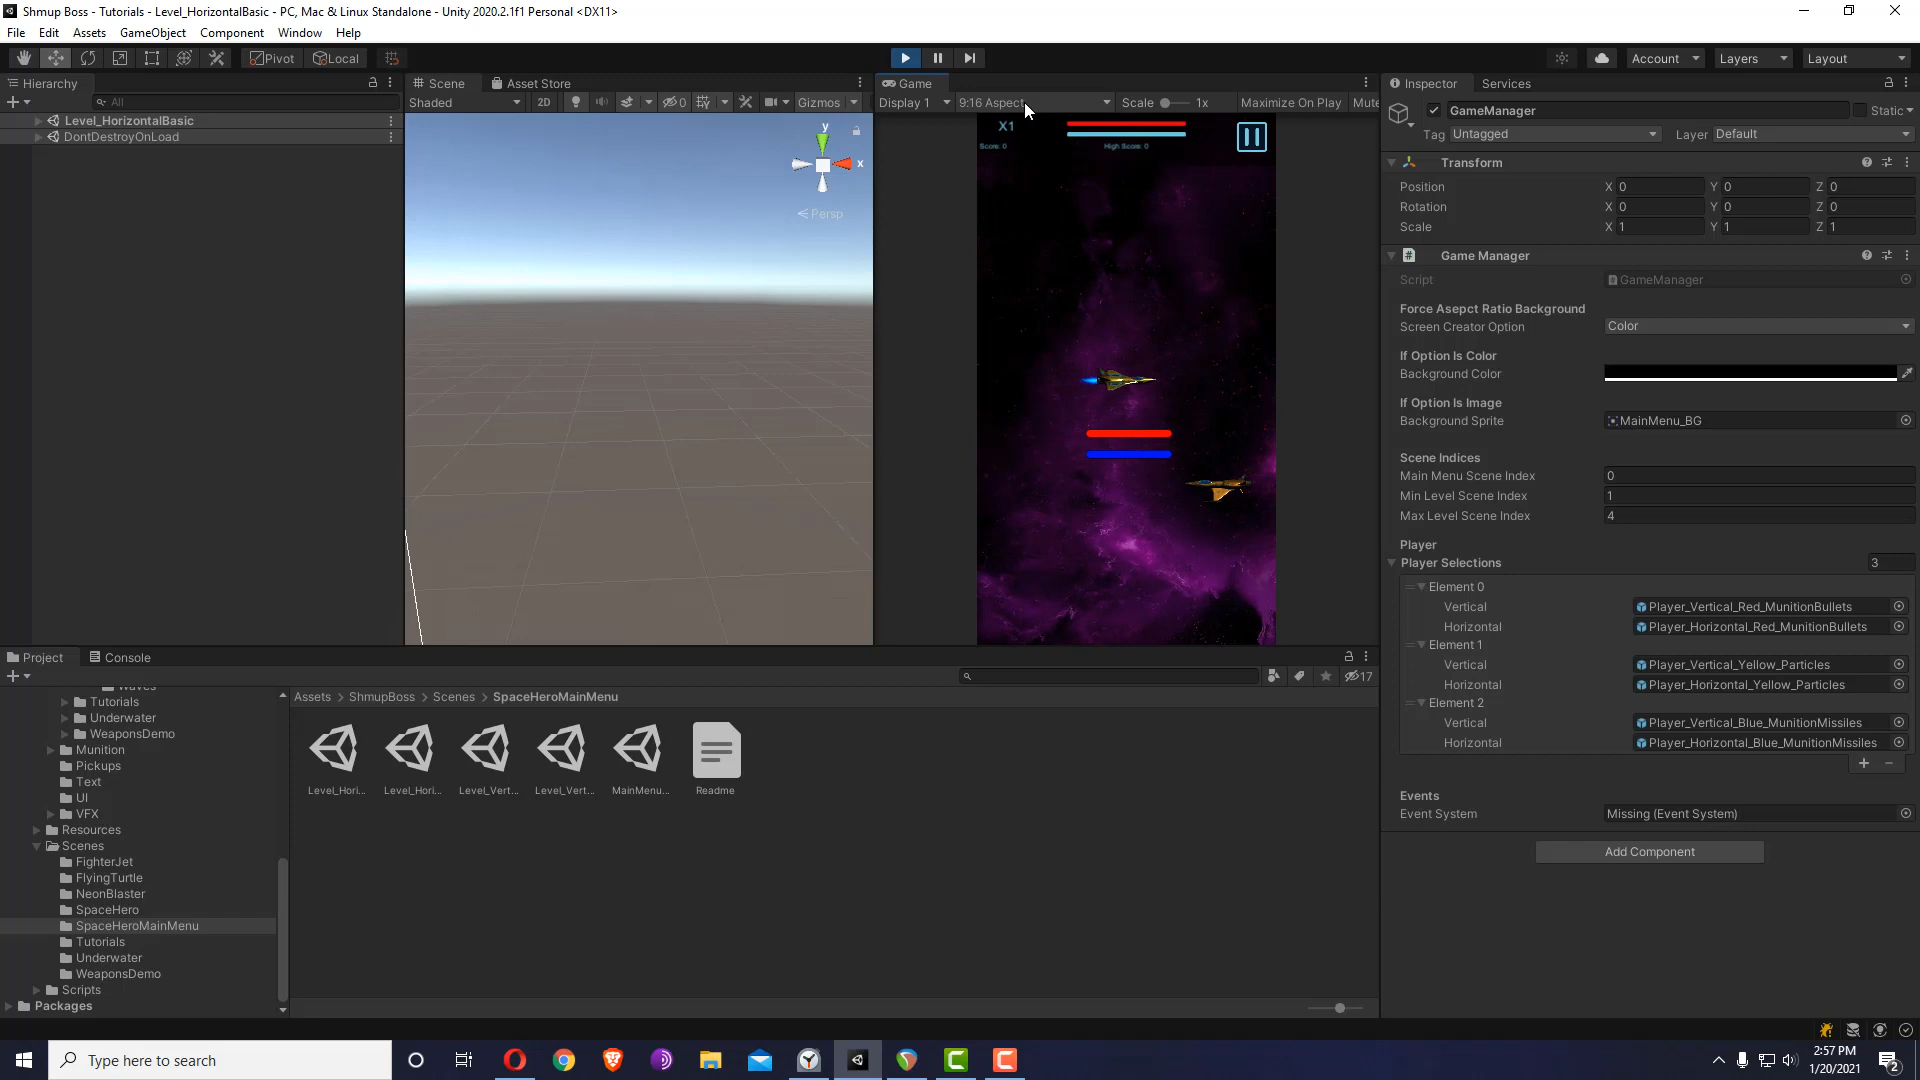 Shmup Boss - Tutorials - Level_HorizontalBasic - PC, Mac & Linux Standalone - Unity 2020.2.1f1 Personal <DX11>
File Edit Assets GameObject Component Window Help
Pivot Local Account Layers Layout
Hierarchy
All
Level_HorizontalBasic
DontDestroyOnLoad
Scene Asset Store
Shaded 2D 0 Gizmos
y
x
Persp
Game
Display 1 9:16 Aspect Scale 1x Maximize On Play Mute
X1
Score: 0 High Score: 0
Inspector Services
GameManager Static
Tag Untagged Layer Default
Transform
Position X 0 Y 0 Z 0
Rotation X 0 Y 0 Z 0
Scale X 1 Y 1 Z 1
Game Manager
Script GameManager
Force Asepct Ratio Background
Screen Creator Option Color
If Option Is Color
Background Color
If Option Is Image
Background Sprite MainMenu_BG
Scene Indices
Main Menu Scene Index 0
Min Level Scene Index 1
Max Level Scene Index 4
Player
Player Selections 3
Element 0
Vertical Player_Vertical_Red_MunitionBullets
Horizontal Player_Horizontal_Red_MunitionBullets
Element 1
Vertical Player_Vertical_Yellow_Particles
Horizontal Player_Horizontal_Yellow_Particles
Element 2
Vertical Player_Vertical_Blue_MunitionMissiles
Horizontal Player_Horizontal_Blue_MunitionMissiles
Events
Event System Missing (Event System)
Add Component
Project Console
17
Waves
Tutorials
Underwater
WeaponsDemo
Munition
Pickups
Text
UI
VFX
Resources
Scenes
FighterJet
FlyingTurtle
NeonBlaster
SpaceHero
SpaceHeroMainMenu
Tutorials
Underwater
WeaponsDemo
Scripts
Packages
Assets > ShmupBoss > Scenes > SpaceHeroMainMenu
Level_Hori... Level_Hori... Level_Vert... Level_Vert... MainMenu... Readme
Type here to search
2:57 PM
1/20/2021
2